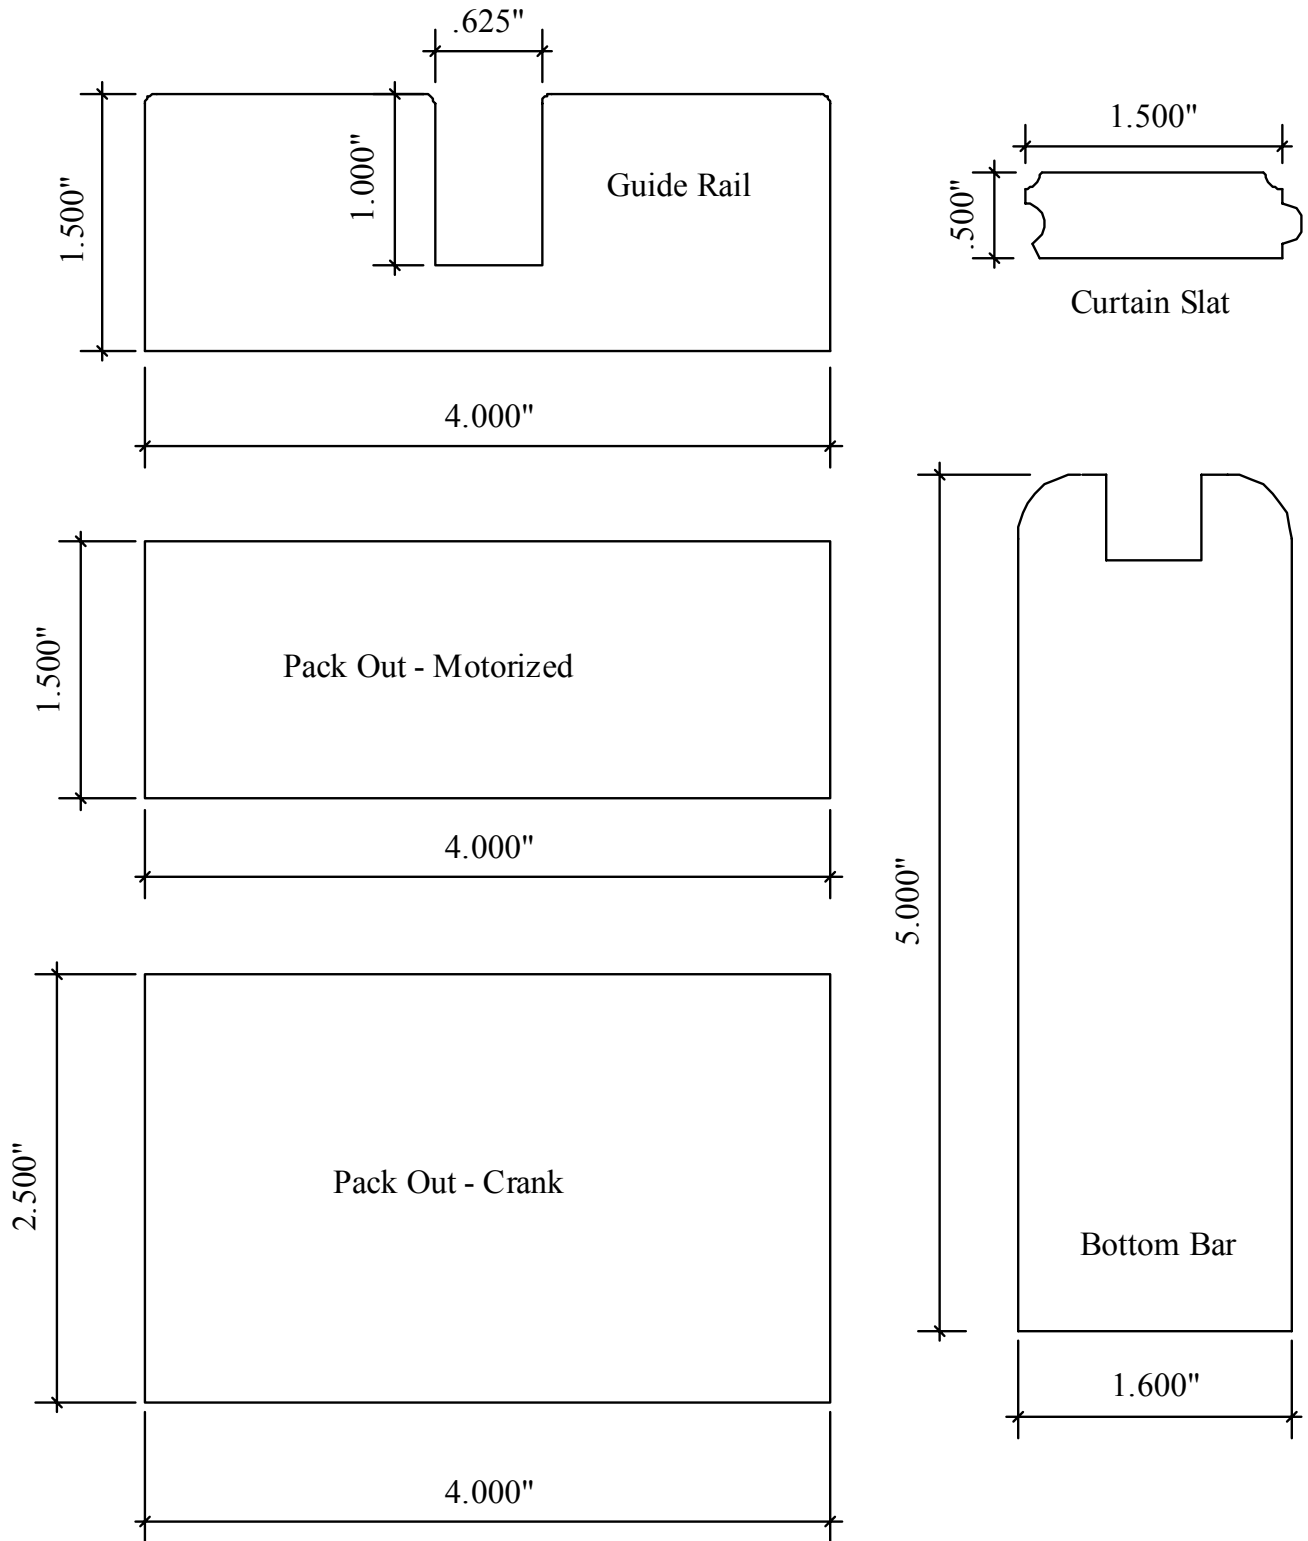 .625"
1.500"
1.000"
Guide Rail
4.000"
1.500"
.500"
Curtain Slat
1.500"
Pack Out - Motorized
4.000"
2.500"
Pack Out - Crank
4.000"
5.000"
Bottom Bar
1.600"